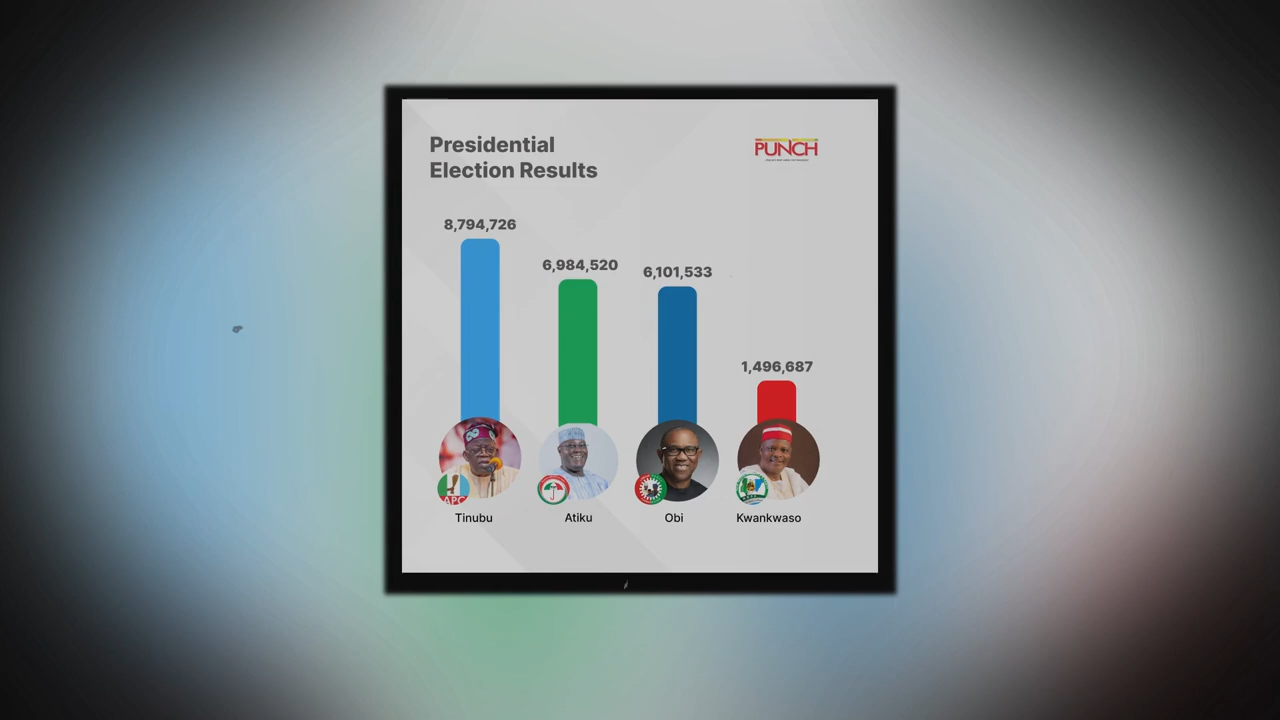 Presidential
Election Results
PUNCH
8,794,726
6,984,520
6,101,533
1,496,687
APC
Tinubu
Atiku
Obi
Kwankwaso